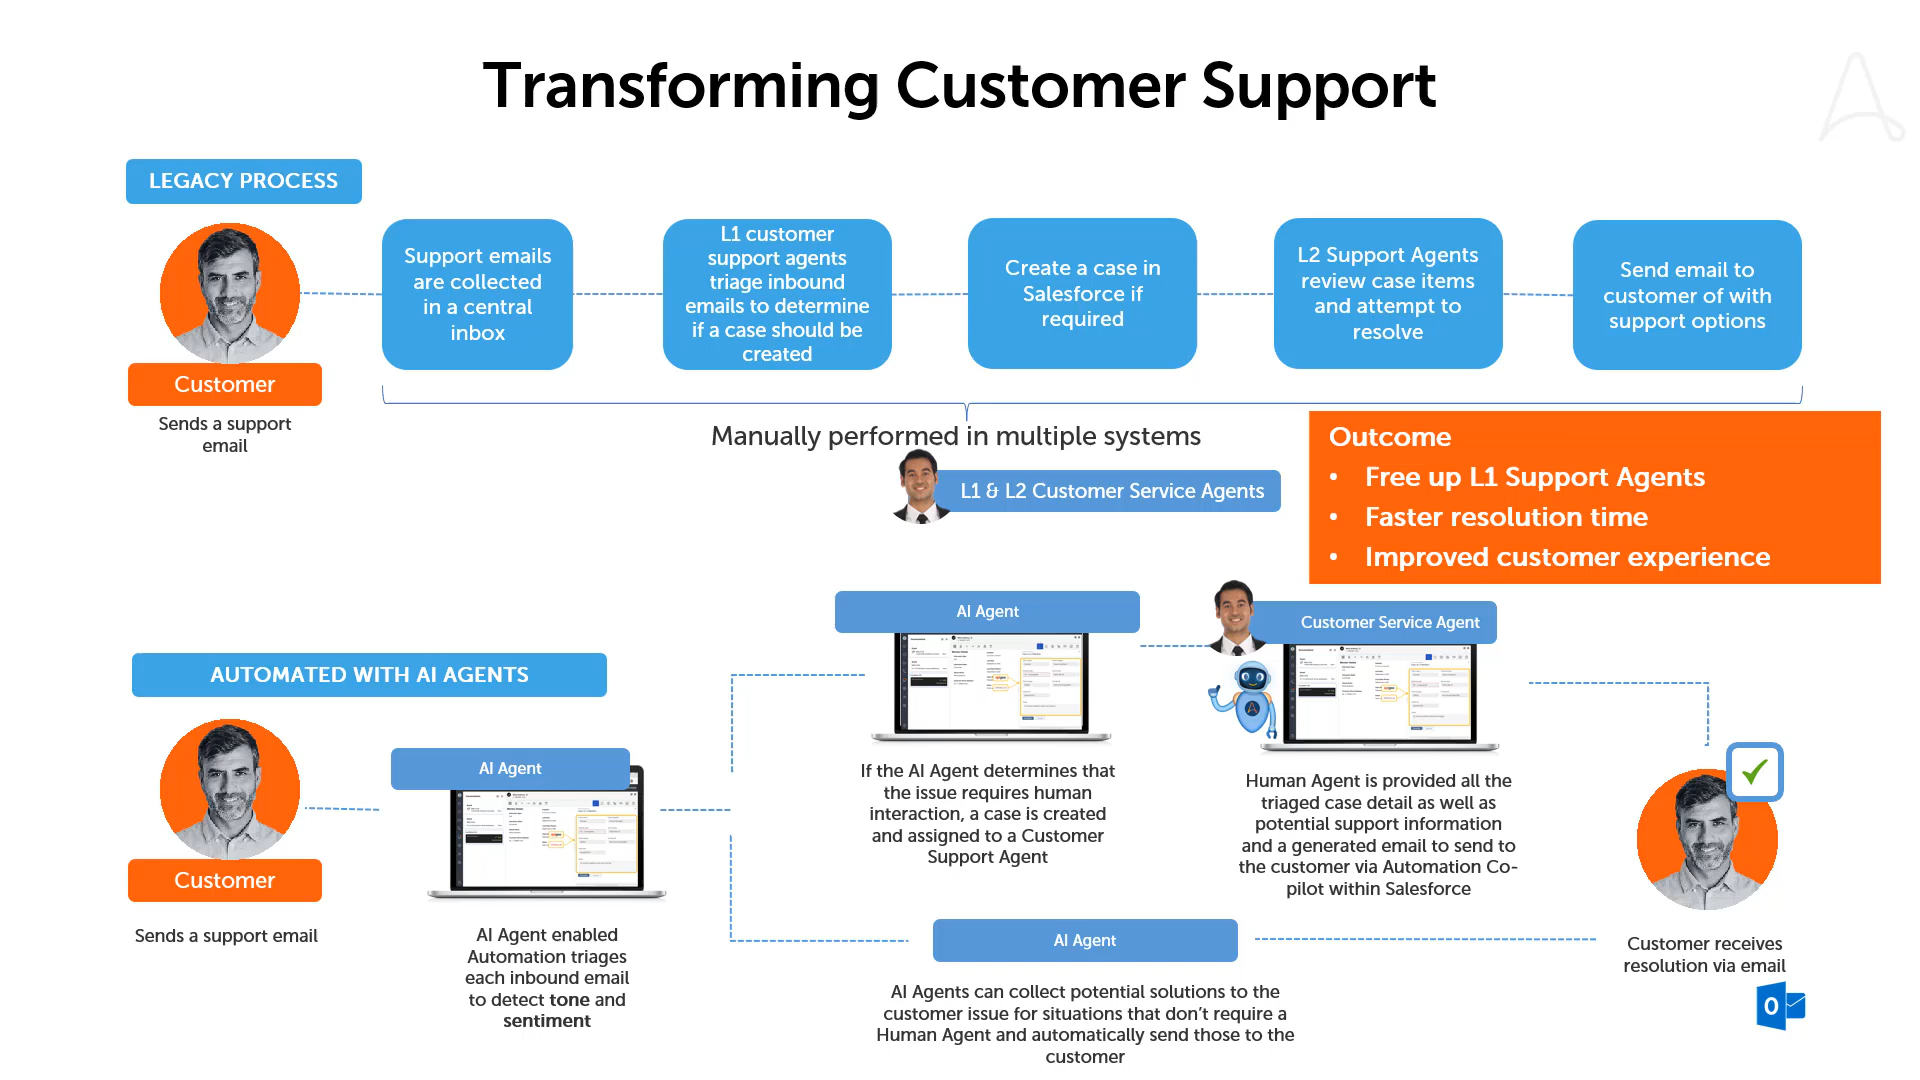 Transforming Customer Support
LEGACY PROCESS
Customer
Sends a support
email
Support emails
are collected
in a central
inbox
L1 customer
support agents
triage inbound
emails to determine
if a case should be
created
Create a case in
Salesforce if
required
L2 Support Agents
review case items
and attempt to
resolve
Send email to
customer of with
support options
Manually performed in multiple systems
L1 & L2 Customer Service Agents
Outcome
• Free up L1 Support Agents
• Faster resolution time
• Improved customer experience
AUTOMATED WITH AI AGENTS
Customer
Sends a support email
AI Agent
AI Agent enabled
Automation triages
each inbound email
to detect tone and
sentiment
AI Agent
If the AI Agent determines that
the issue requires human
interaction, a case is created
and assigned to a Customer
Support Agent
Customer Service Agent
Human Agent is provided all the
triaged case detail as well as
potential support information
and a generated email to send to
the customer via Automation Co-
pilot within Salesforce
AI Agent
AI Agents can collect potential solutions to the
customer issue for situations that don't require a
Human Agent and automatically send those to the
customer
Customer receives
resolution via email